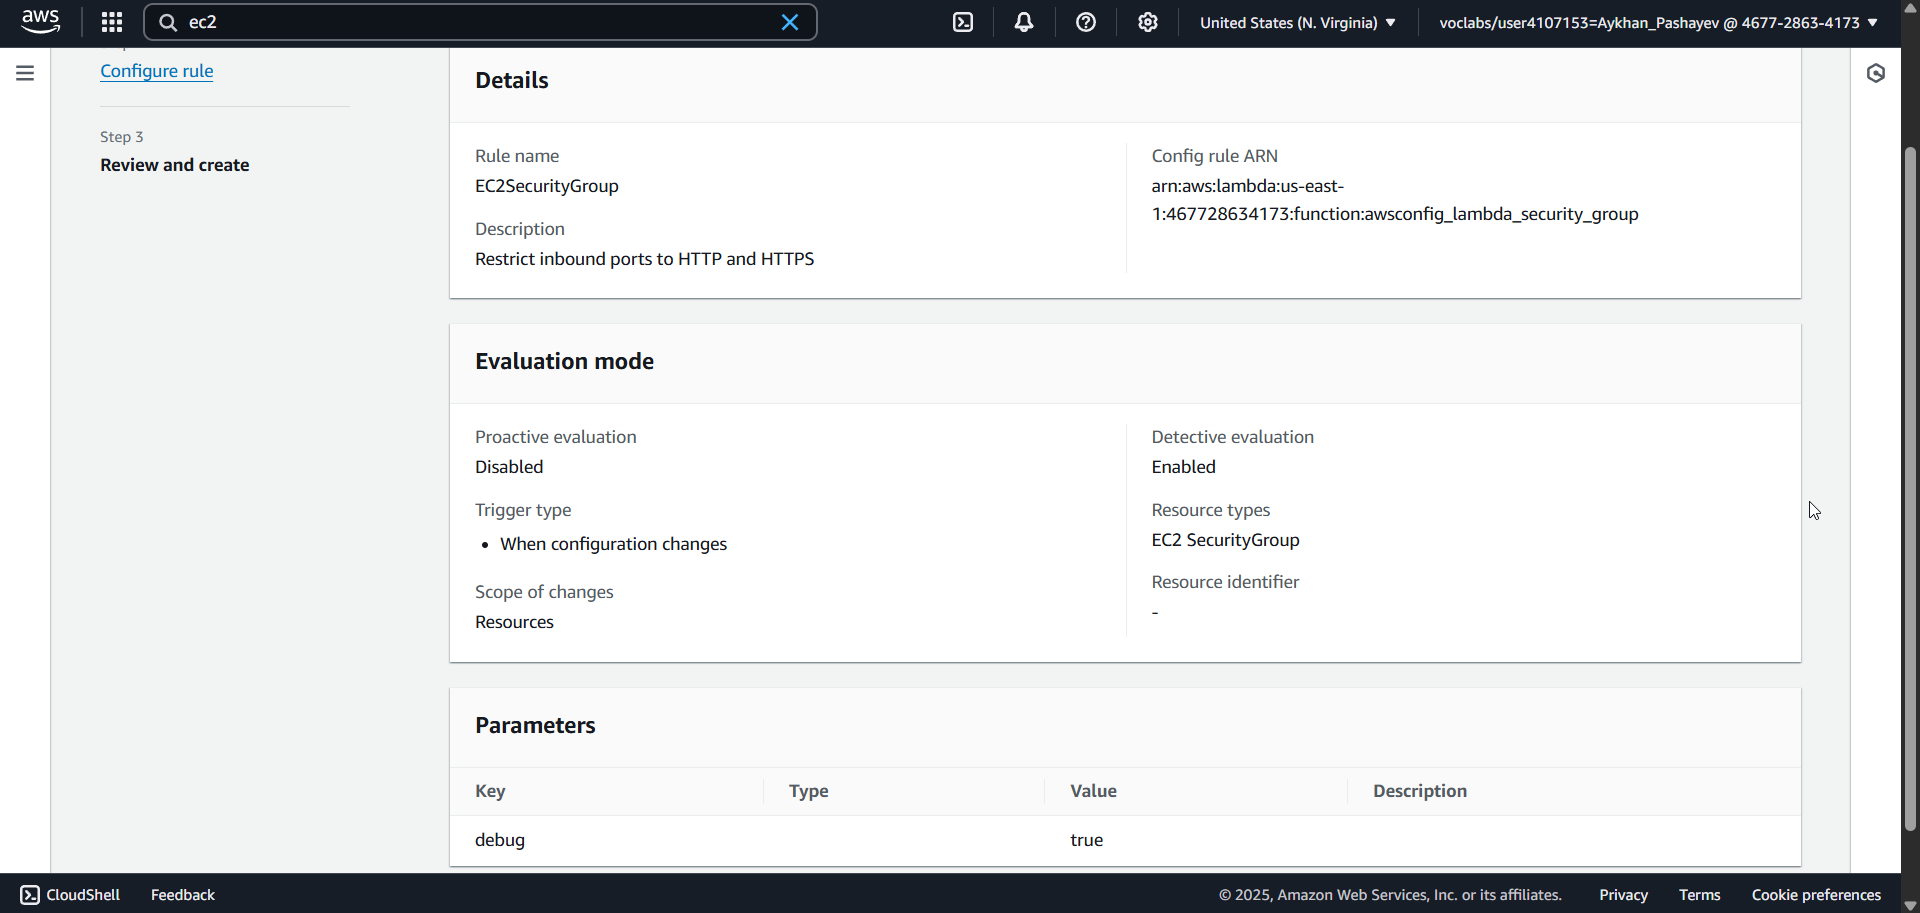 aws
ec2
United States (N. Virginia)
voclabs/user4107153=Aykhan_Pashayev @ 4677-2863-4173
Configure rule
Step 3
Review and create
Details
Rule name
EC2SecurityGroup
Description
Restrict inbound ports to HTTP and HTTPS
Config rule ARN
arn:aws:lambda:us-east-
1:467728634173:function:awsconfig_lambda_security_group
Evaluation mode
Proactive evaluation
Disabled
Trigger type
• When configuration changes
Scope of changes
Resources
Detective evaluation
Enabled
Resource types
EC2 SecurityGroup
Resource identifier
-
Parameters
Key Type Value Description
debug true
CloudShell Feedback © 2025, Amazon Web Services, Inc. or its affiliates. Privacy Terms Cookie preferences